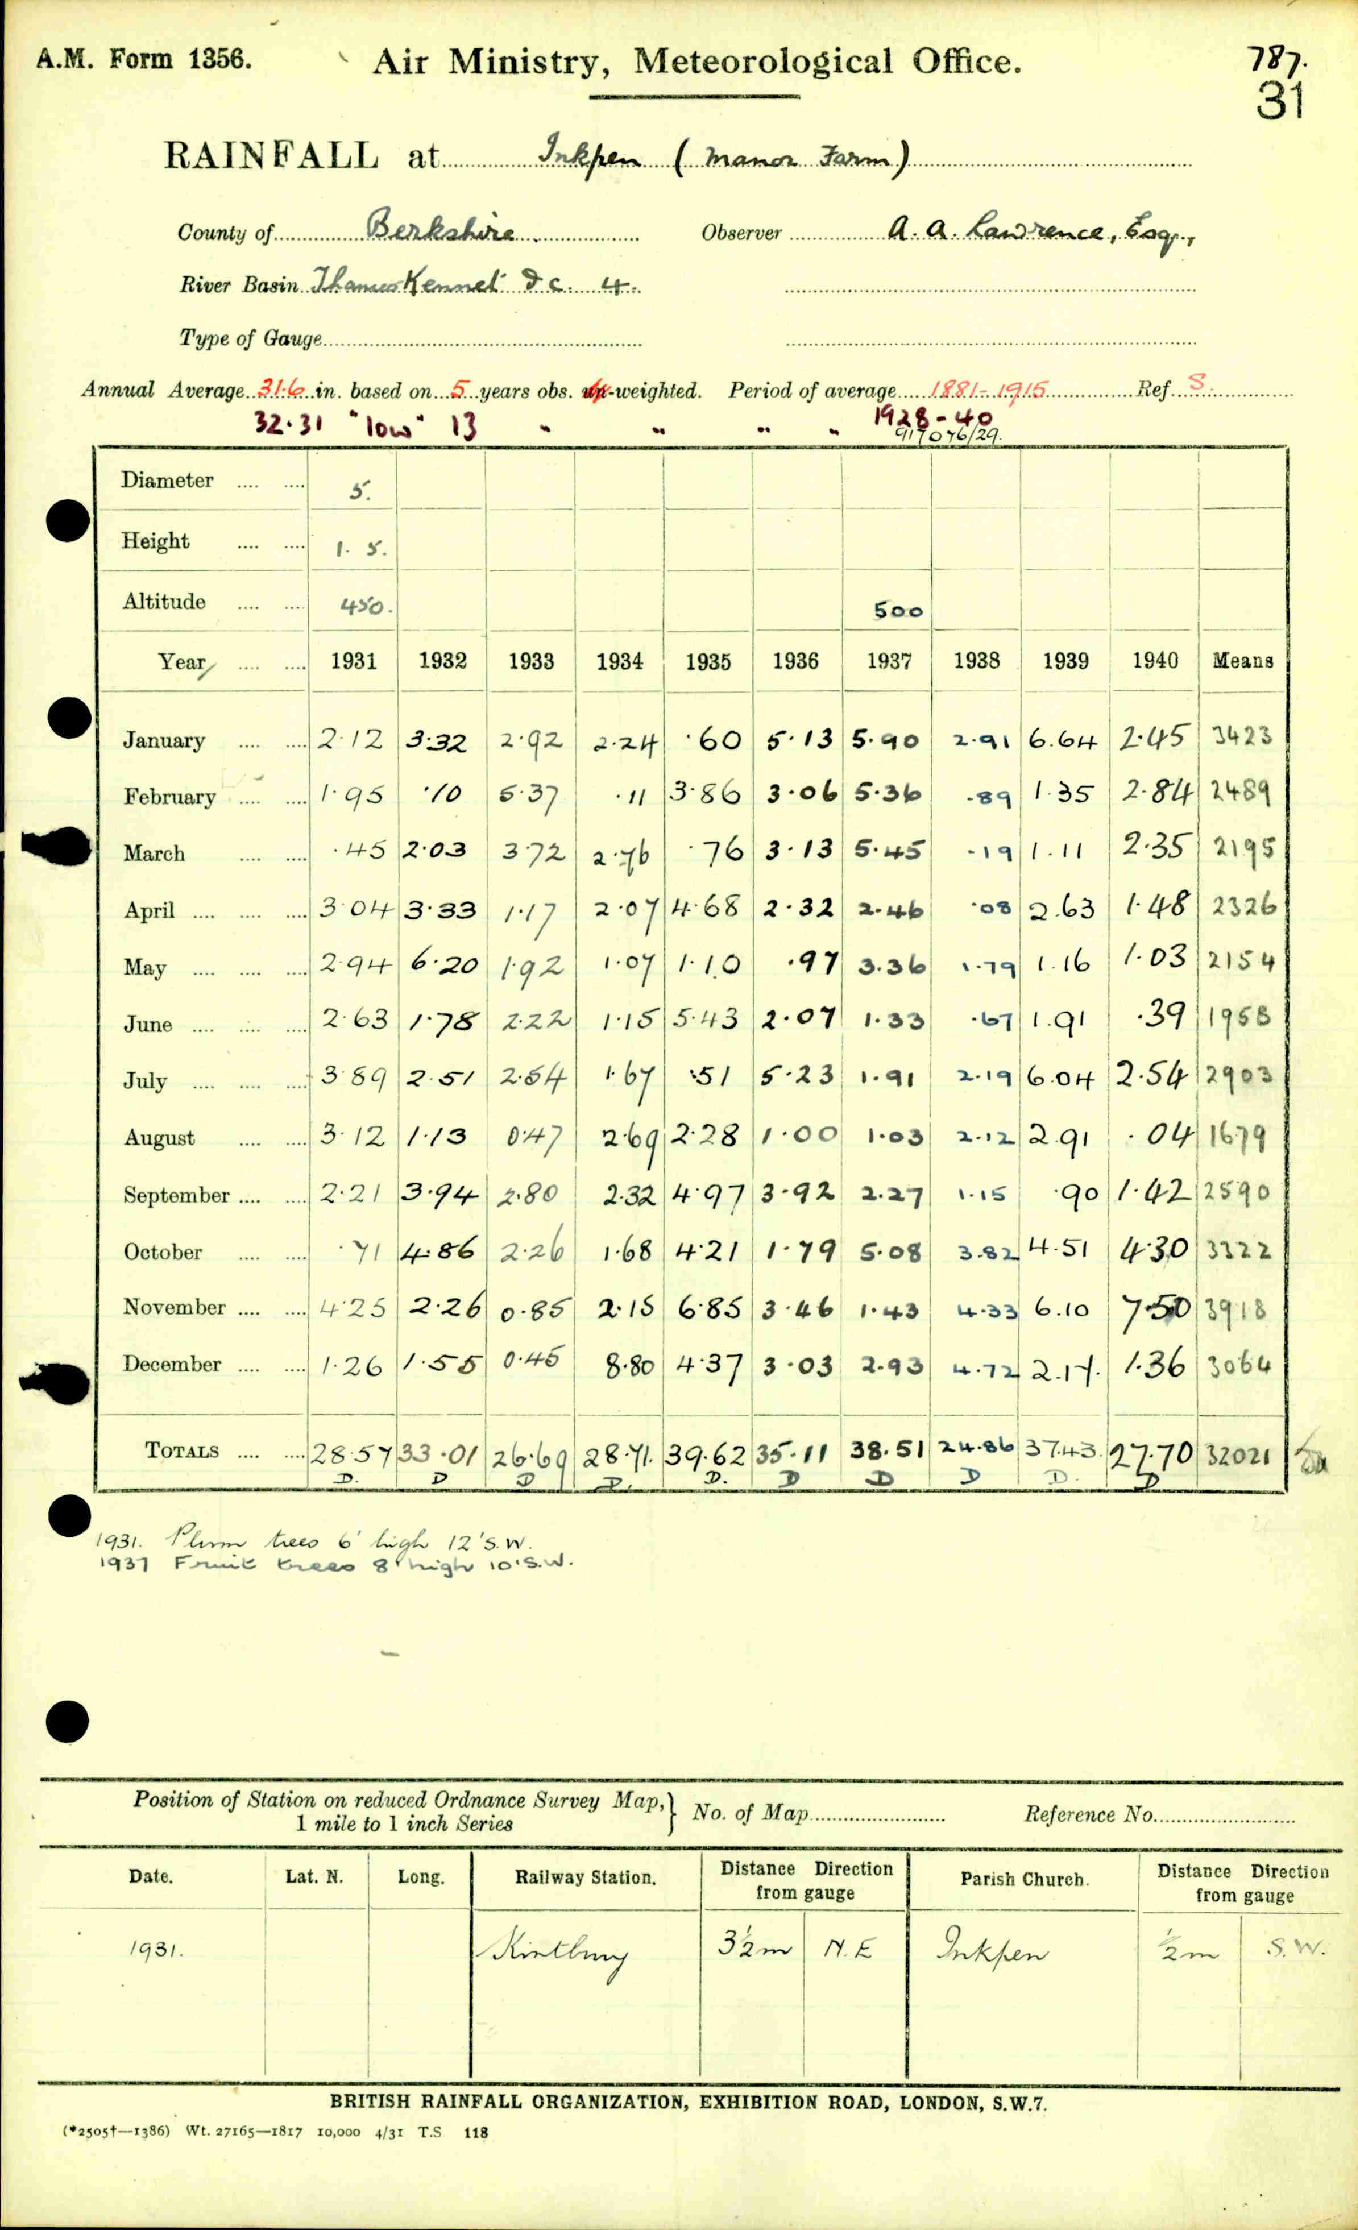 A.M. Form 1356. Air Ministry, Meteorological Office. 787.
31
RAINFALL at Inkpen (Manor Farm)
County of Berkshire. Observer A. A. Lawrence, Esq.,
River Basin Thames Kennet &c. 4.
Type of Gauge
Annual Average 31.6 in. based on 5 years obs. un-weighted. Period of average 1881-1915 Ref S.
32.31 "low" 13 " " " " 1928-40
917076/29.
Diameter .... .... 5.
Height .... .... 1. 5.
Altitude .... .... 450. 500
Year .... .... 1931 1932 1933 1934 1935 1936 1937 1938 1939 1940 Means
January .... .... 2.12 3.32 2.92 2.24 .60 5.13 5.90 2.91 6.64 2.45 3423
February .... .... 1.95 .10 5.37 .11 3.86 3.06 5.36 .89 1.35 2.84 2489
March .... .... .45 2.03 3.72 2.76 .76 3.13 5.45 .19 1.11 2.35 2195
April .... .... .... 3.04 3.33 1.17 2.07 4.68 2.32 2.46 .08 2.63 1.48 2326
May .... .... .... 2.94 6.20 1.92 1.07 1.10 .97 3.36 1.79 1.16 1.03 2154
June .... .... .... 2.63 1.78 2.22 1.15 5.43 2.07 1.33 .67 1.91 .39 1958
July .... .... .... 3.89 2.51 2.54 1.67 .51 5.23 1.91 2.19 6.04 2.54 2903
August .... .... 3.12 1.13 0.47 2.69 2.28 1.00 1.03 2.12 2.91 .04 1679
September .... .... 2.21 3.94 2.80 2.32 4.97 3.92 2.27 1.15 .90 1.42 2590
October .... .... .71 4.86 2.26 1.68 4.21 1.79 5.08 3.82 4.51 4.30 3322
November .... .... 4.25 2.26 0.85 2.15 6.85 3.46 1.43 4.33 6.10 7.50 3918
December .... .... 1.26 1.55 0.45 8.80 4.37 3.03 2.93 4.72 2.17. 1.36 3064
TOTALS .... .... 28.57 33.01 26.69 28.71. 39.62 35.11 38.51 24.86 37.43. 27.70 32021
D. D D D. D. D D D D. D
1931. Plum trees 6' high 12' S.W.
1937 Fruit trees 8' high 10' S.W.
Position of Station on reduced Ordnance Survey Map, } No. of Map Reference No.
1 mile to 1 inch Series
Date. Lat. N. Long. Railway Station. Distance Direction from gauge Parish Church. Distance Direction from gauge
1931. Kintbury 3½m N.E Inkpen ½m S.W.
BRITISH RAINFALL ORGANIZATION, EXHIBITION ROAD, LONDON, S.W.7.
(*2505†—1386) Wt. 27165—1817 10,000 4/31 T.S 118